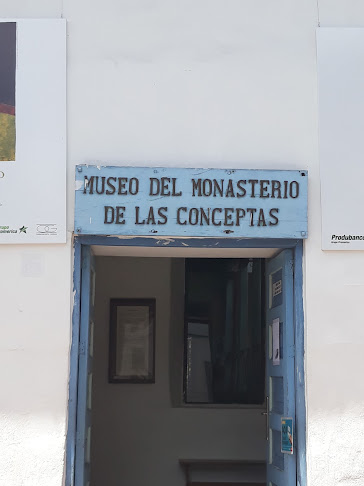 MUSEO DEL MONASTERIO
DE LAS CONCEPTAS
Produbanco